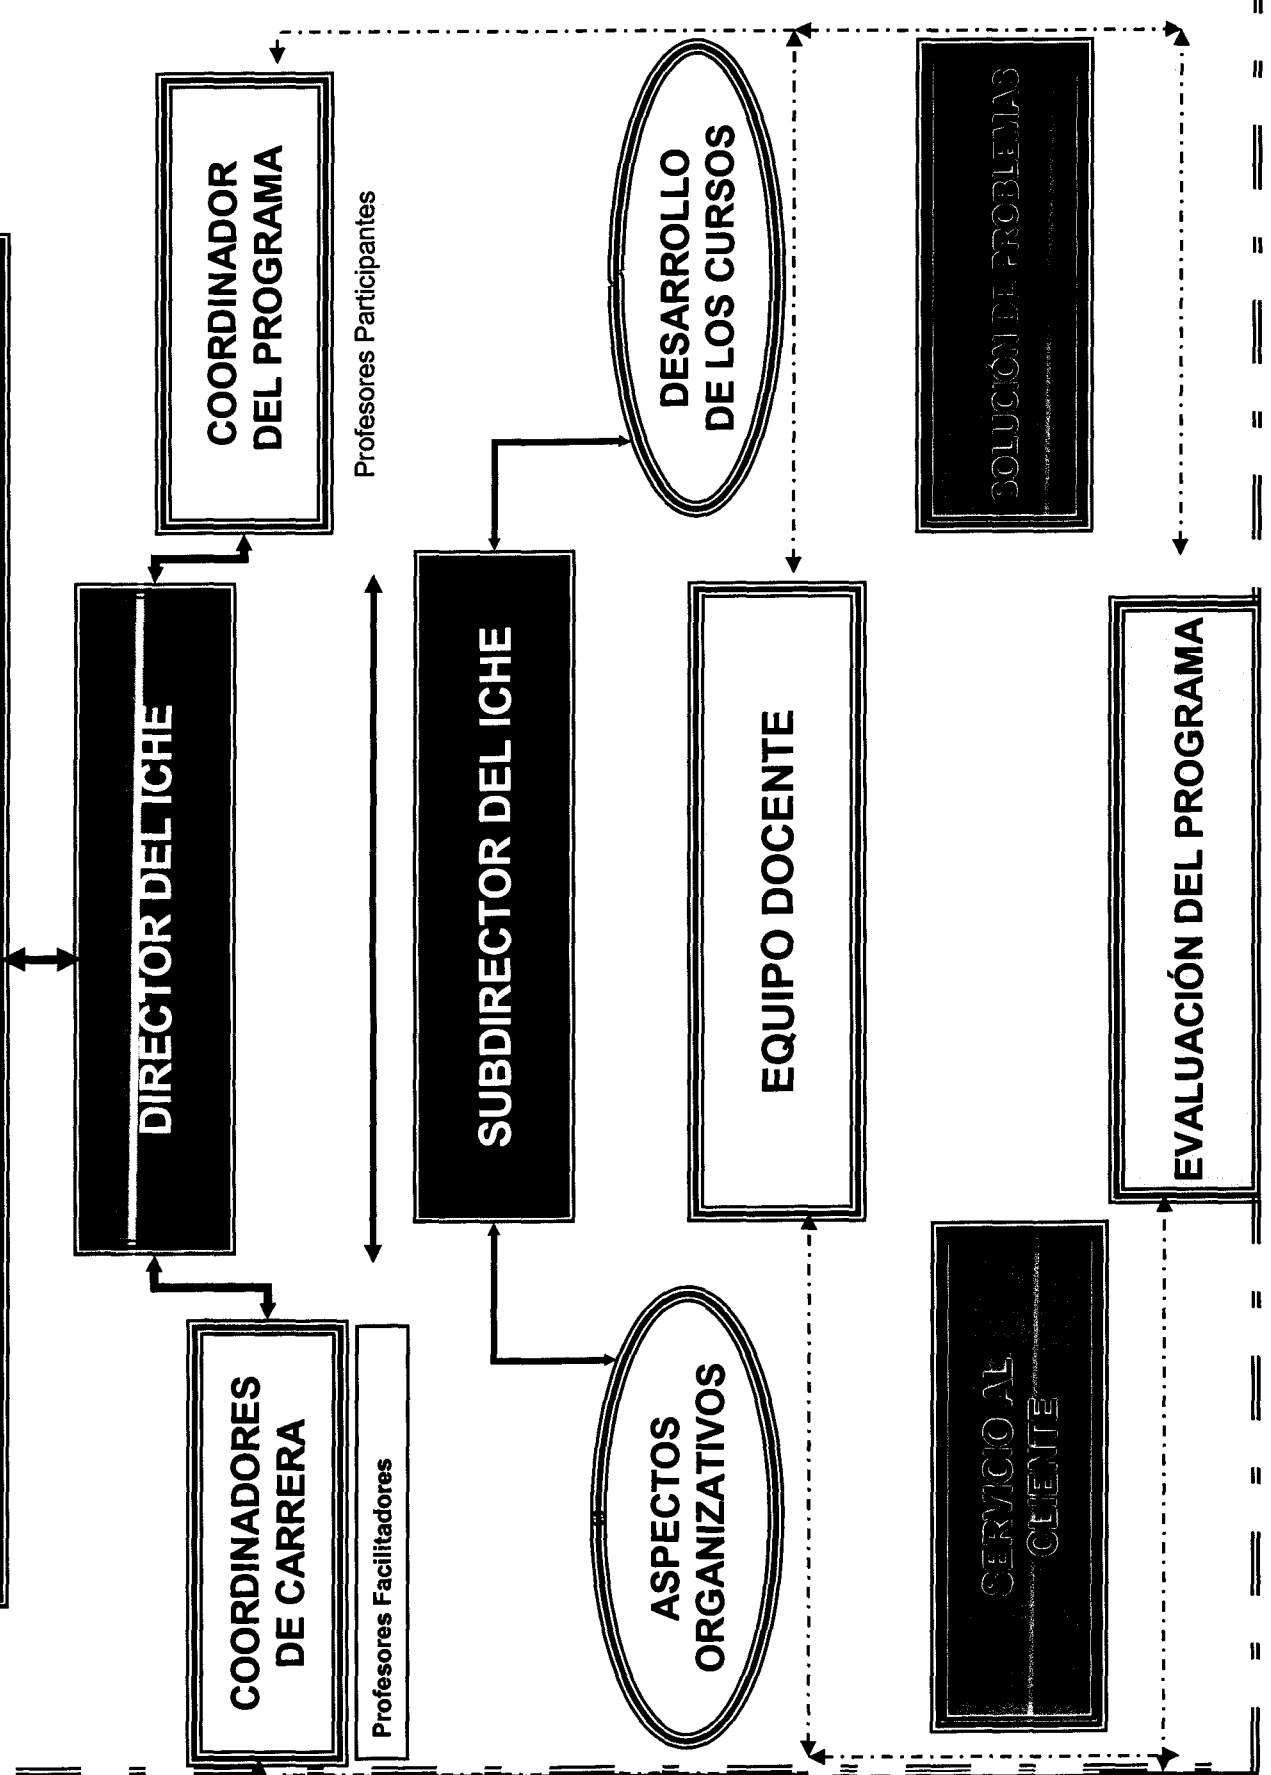 DIRECTOR DEL ICHE
COORDINADORES
DE CARRERA
COORDINADOR
DEL PROGRAMA
Profesores Facilitadores
Profesores Participantes
SUBDIRECTOR DEL ICHE
ASPECTOS
ORGANIZATIVOS
DESARROLLO
DE LOS CURSOS
EQUIPO DOCENTE
SERVICIO AL
CLIENTE
SOLUCIÓN DE PROBLEMAS
EVALUACIÓN DEL PROGRAMA